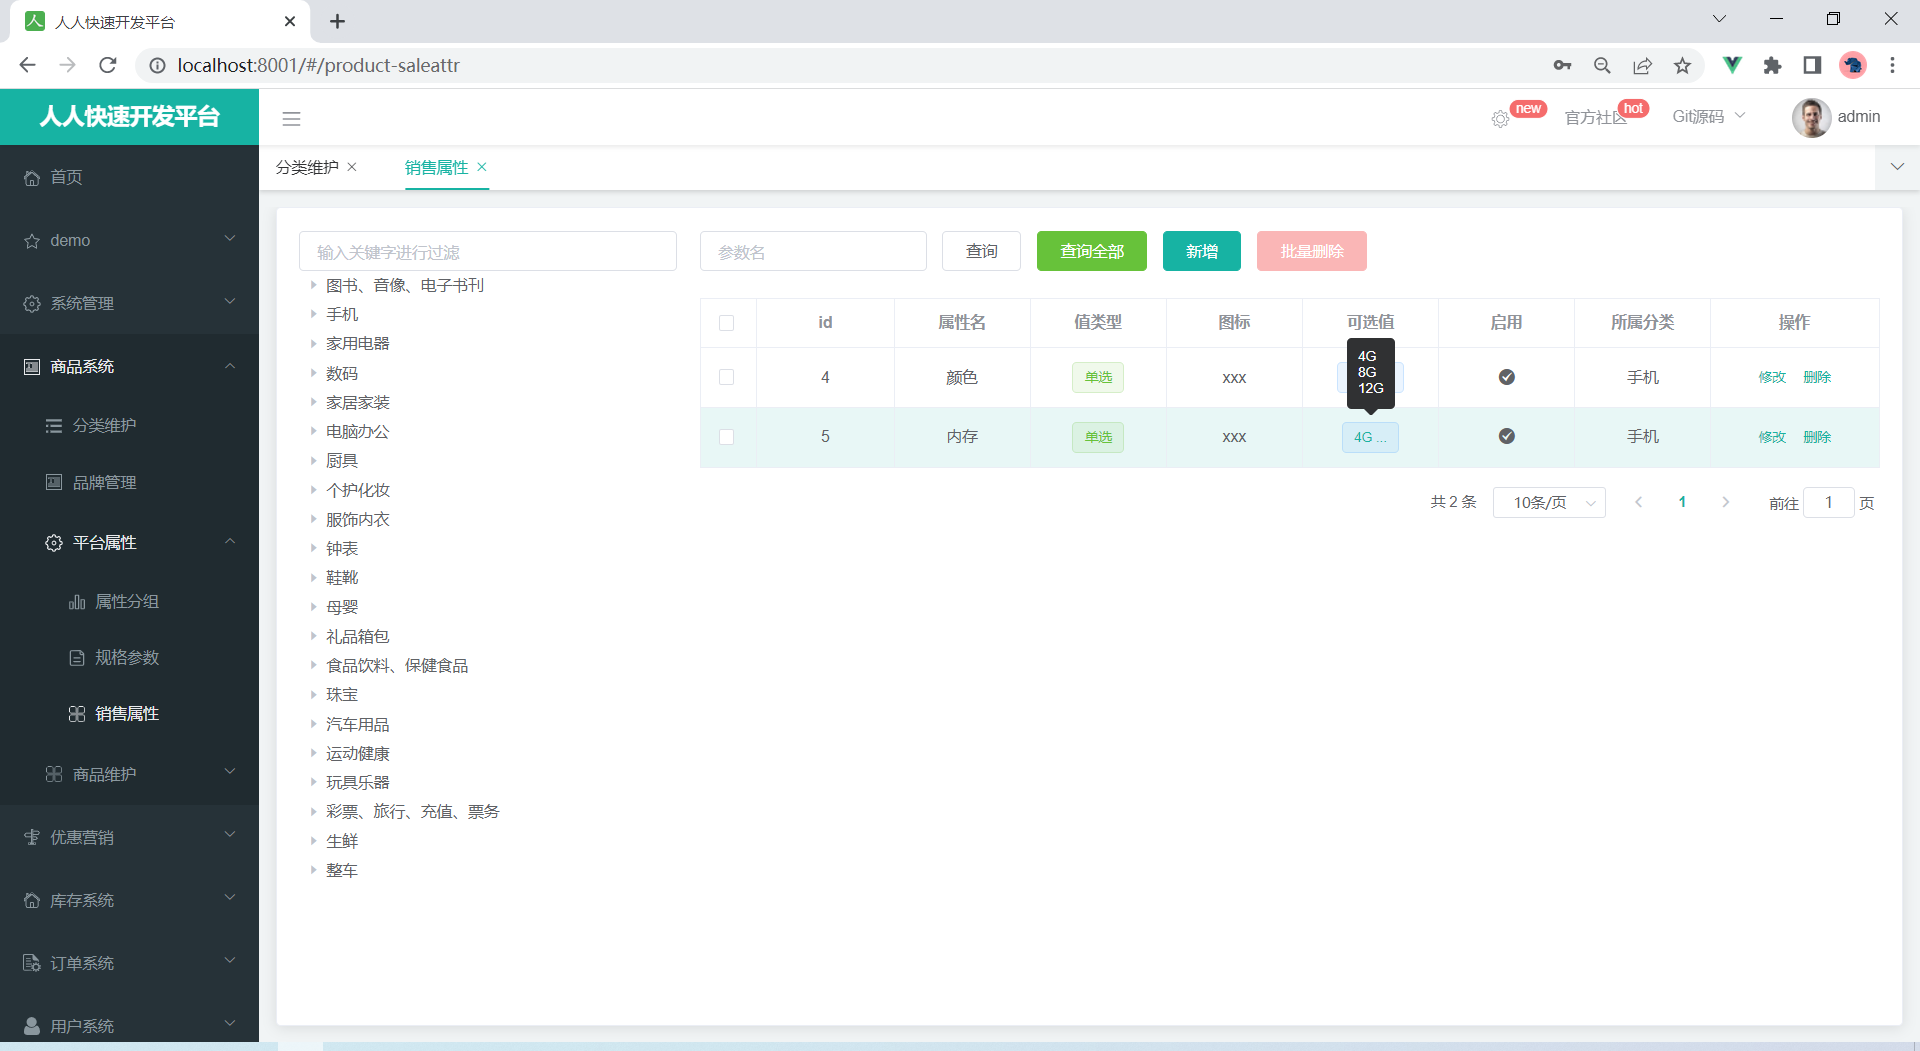 人人快速开发平台
localhost:8001/#/product-saleattr
人人快速开发平台
new
官方社区
hot
Git源码
admin
首页
demo
系统管理
商品系统
分类维护
品牌管理
平台属性
属性分组
规格参数
销售属性
商品维护
优惠营销
库存系统
订单系统
用户系统
分类维护
销售属性
输入关键字进行过滤
图书、音像、电子书刊
手机
家用电器
数码
家居家装
电脑办公
厨具
个护化妆
服饰内衣
钟表
鞋靴
母婴
礼品箱包
食品饮料、保健食品
珠宝
汽车用品
运动健康
玩具乐器
彩票、旅行、充值、票务
生鲜
整车
参数名 查询 查询全部 新增 批量删除
id 属性名 值类型 图标 可选值 启用 所属分类 操作
4 颜色 单选 xxx 手机 修改 删除
4G
8G
12G
5 内存 单选 xxx 4G ... 手机 修改 删除
共 2 条 10条/页 1 前往 1 页